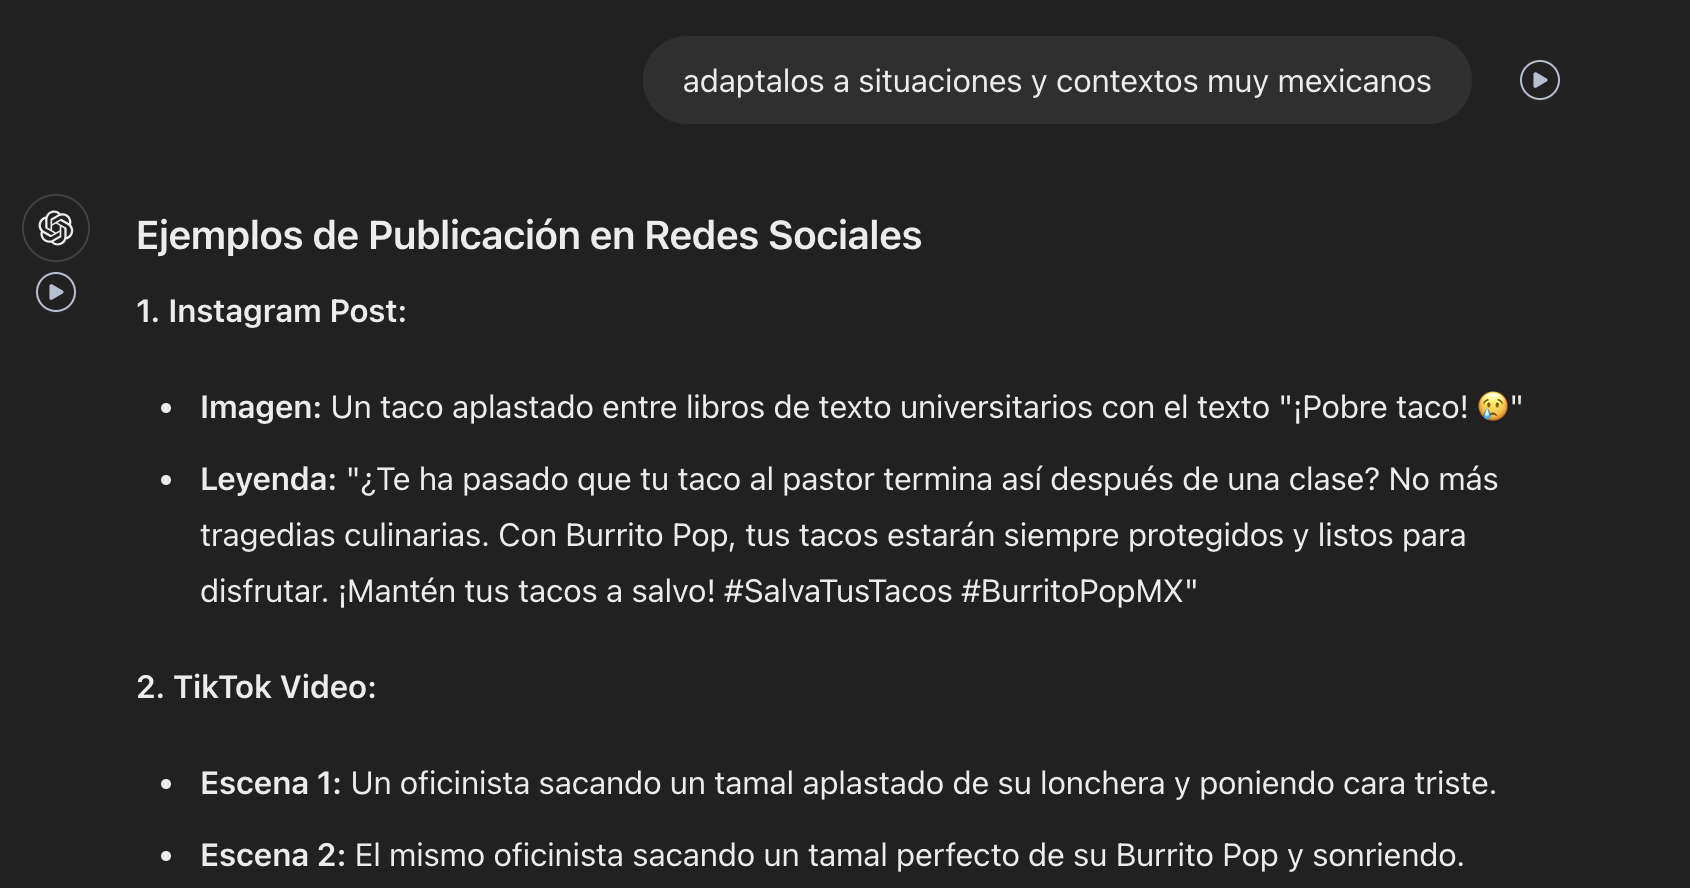 adaptalos a situaciones y contextos muy mexicanos
Ejemplos de Publicación en Redes Sociales
1. Instagram Post:
• Imagen: Un taco aplastado entre libros de texto universitarios con el texto "¡Pobre taco! 😢"
• Leyenda: "¿Te ha pasado que tu taco al pastor termina así después de una clase? No más
tragedias culinarias. Con Burrito Pop, tus tacos estarán siempre protegidos y listos para
disfrutar. ¡Mantén tus tacos a salvo! #SalvaTusTacos #BurritoPopMX"
2. TikTok Video:
• Escena 1: Un oficinista sacando un tamal aplastado de su lonchera y poniendo cara triste.
• Escena 2: El mismo oficinista sacando un tamal perfecto de su Burrito Pop y sonriendo.